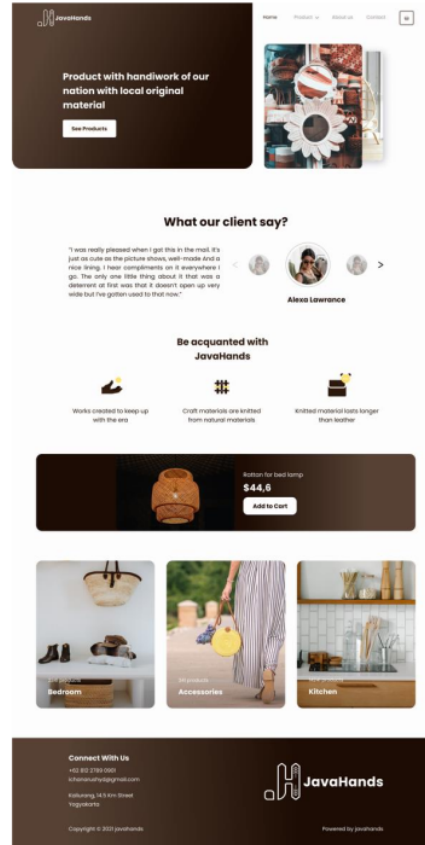 JavaHands
Home Product About us Contact
Product with handiwork of our
nation with local original
material
See Products
What our client say?
"I was really pleased when I got this in the mail. It's
just as cute as the picture shows, well-made And a
nice lining. I hear compliments on it everywhere I
go. The only one little thing about it that was a
deterrent at first was that it doesn't open up very
wide but I've gotten used to that now."
Alexa Lawrance
Be acquanted with
JavaHands
Works created to keep up
with the era
Craft materials are knitted
from natural materials
Knitted material lasts longer
than leather
Rattan for bed lamp
$44,6
Add to Cart
products
Bedroom
products
Accessories
products
Kitchen
Connect With Us
+62 812 2789 0901
Kaliurang, 14.5 Km Street
Yogyakarta
JavaHands
Copyright © 2021 javahands
Powered by javahands